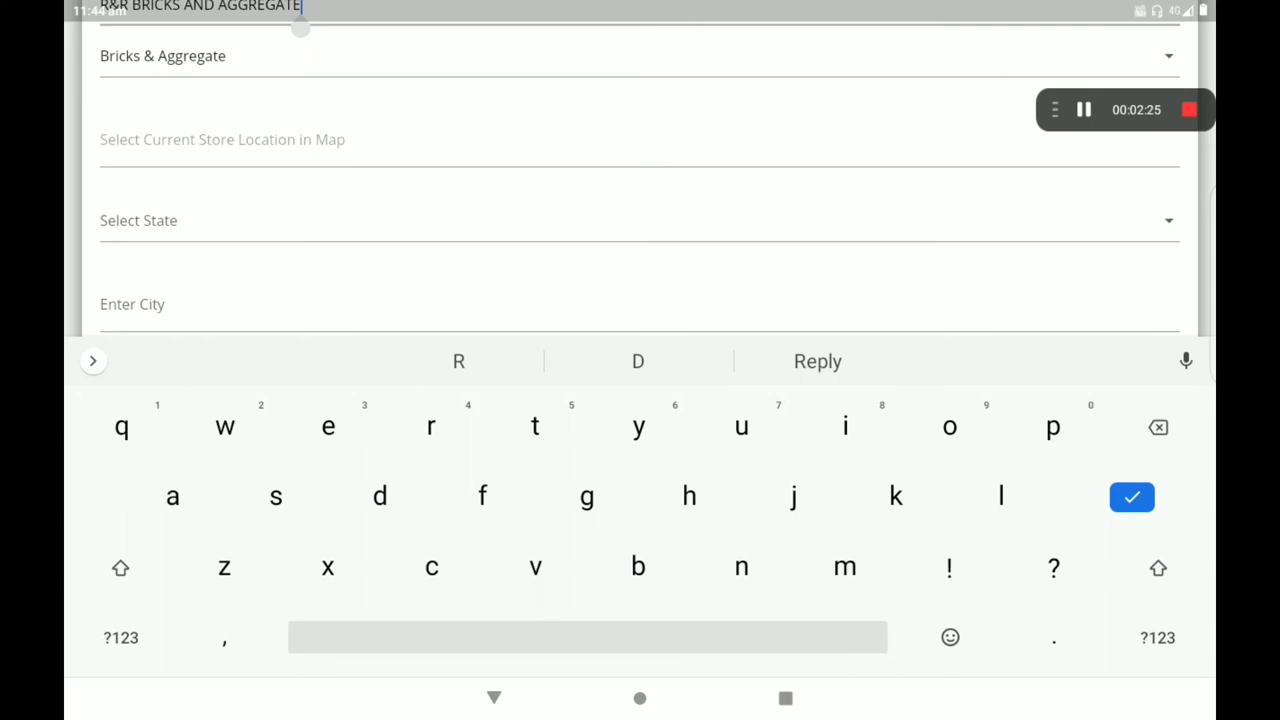 R&R BRICKS AND AGGREGATE
11:44 am
4G
Bricks & Aggregate
00:02:25
Select Current Store Location in Map
Select State
Enter City
R D Reply
1 2 3 4 5 6 7 8 9 0
q w e r t y u i o p
a s d f g h j k l
z x c v b n m ! ?
?123 , . ?123